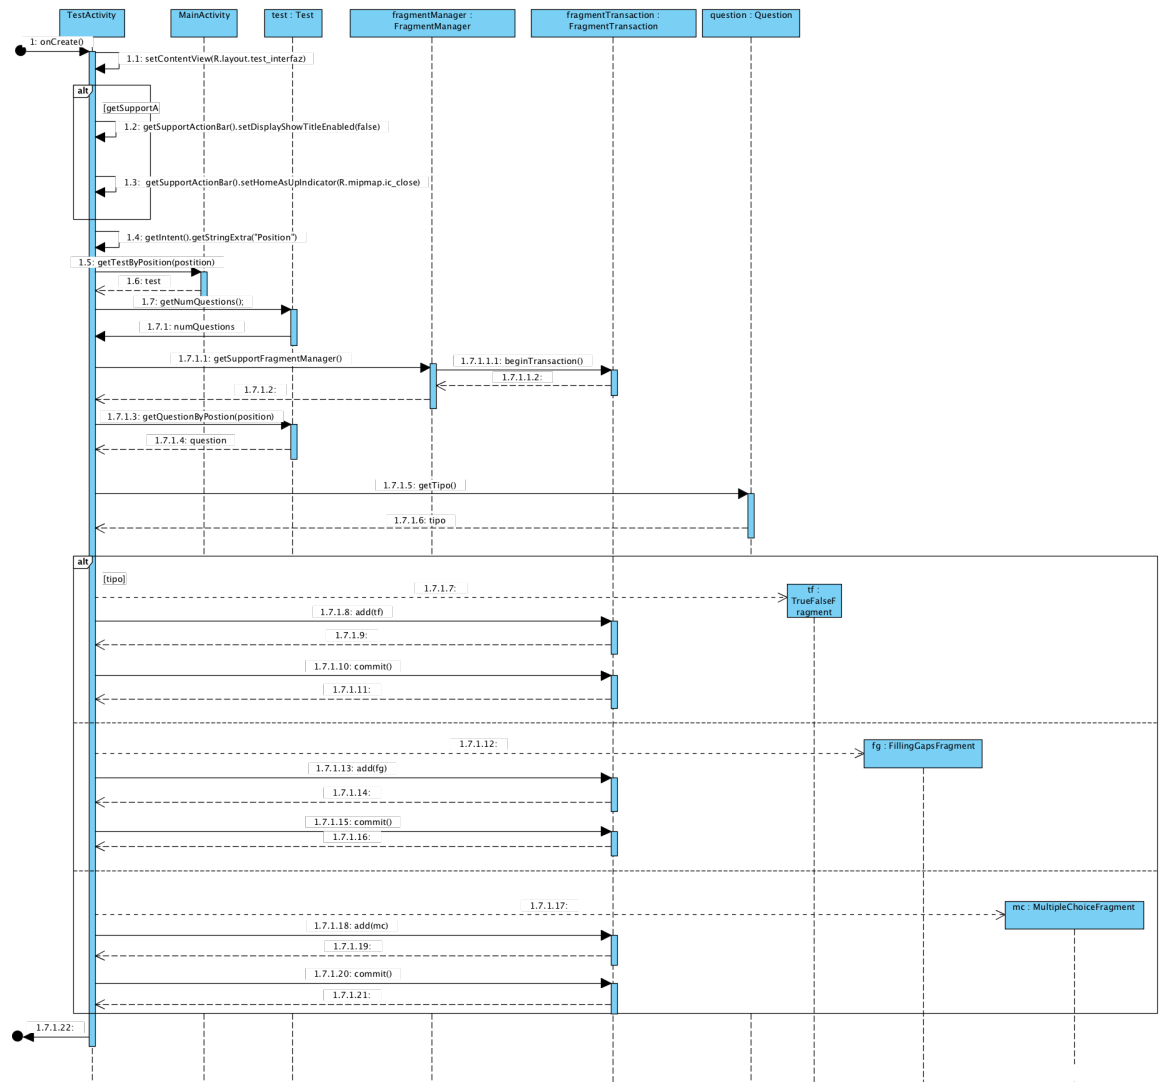 TestActivity
MainActivity
test : Test
fragmentManager :
FragmentManager
fragmentTransaction :
FragmentTransaction
question : Question
1: onCreate()
1.1: setContentView(R.layout.test_interfaz)
alt
[getSupportA
1.2: getSupportActionBar().setDisplayShowTitleEnabled(false)
1.3:  getSupportActionBar().setHomeAsUpIndicator(R.mipmap.ic_close)
1.4: getIntent().getStringExtra("Position")
1.5: getTestByPosition(postition)
1.6: test
1.7: getNumQuestions();
1.7.1: numQuestions
1.7.1.1: getSupportFragmentManager()
1.7.1.1.1: beginTransaction()
1.7.1.1.2:
1.7.1.2:
1.7.1.3: getQuestionByPostion(position)
1.7.1.4: question
1.7.1.5: getTipo()
1.7.1.6: tipo
alt
[tipo]
1.7.1.7:
tf :
TrueFalseF
ragment
1.7.1.8: add(tf)
1.7.1.9:
1.7.1.10: commit()
1.7.1.11:
1.7.1.12:
fg : FillingGapsFragment
1.7.1.13: add(fg)
1.7.1.14:
1.7.1.15: commit()
1.7.1.16:
1.7.1.17:
mc : MultipleChoiceFragment
1.7.1.18: add(mc)
1.7.1.19:
1.7.1.20: commit()
1.7.1.21:
1.7.1.22: